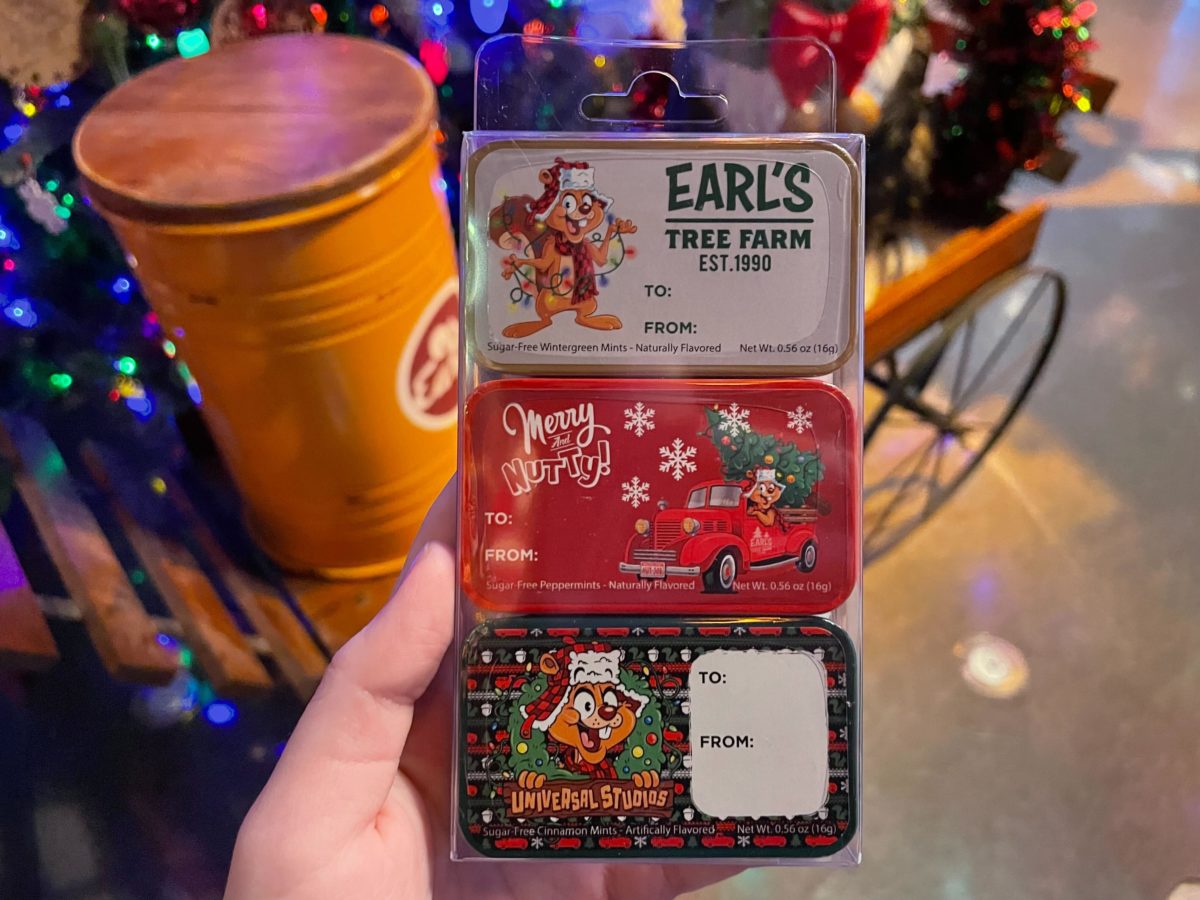 EARL'S
TREE FARM
EST.1990
TO:
FROM:
Sugar-Free Wintergreen Mints - Naturally Flavored Net Wt. 0.56 oz (16g)
Merry
And
NUTTY!
TO:
FROM:
EARL'S
Sugar-Free Peppermints - Naturally Flavored Net Wt. 0.56 oz (16g)
TO:
FROM:
UNIVERSAL STUDIOS
Sugar-Free Cinnamon Mints - Artifically Flavored Net Wt. 0.56 oz (16g)